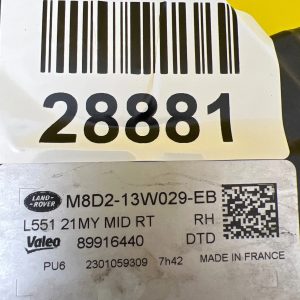 28881
LAND-
ROVER
M8D2-13W029-EB
L551 21MY MID RT RH
Valeo 89916440 DTD
PU6 2301059309 7h42 MADE IN FRANCE